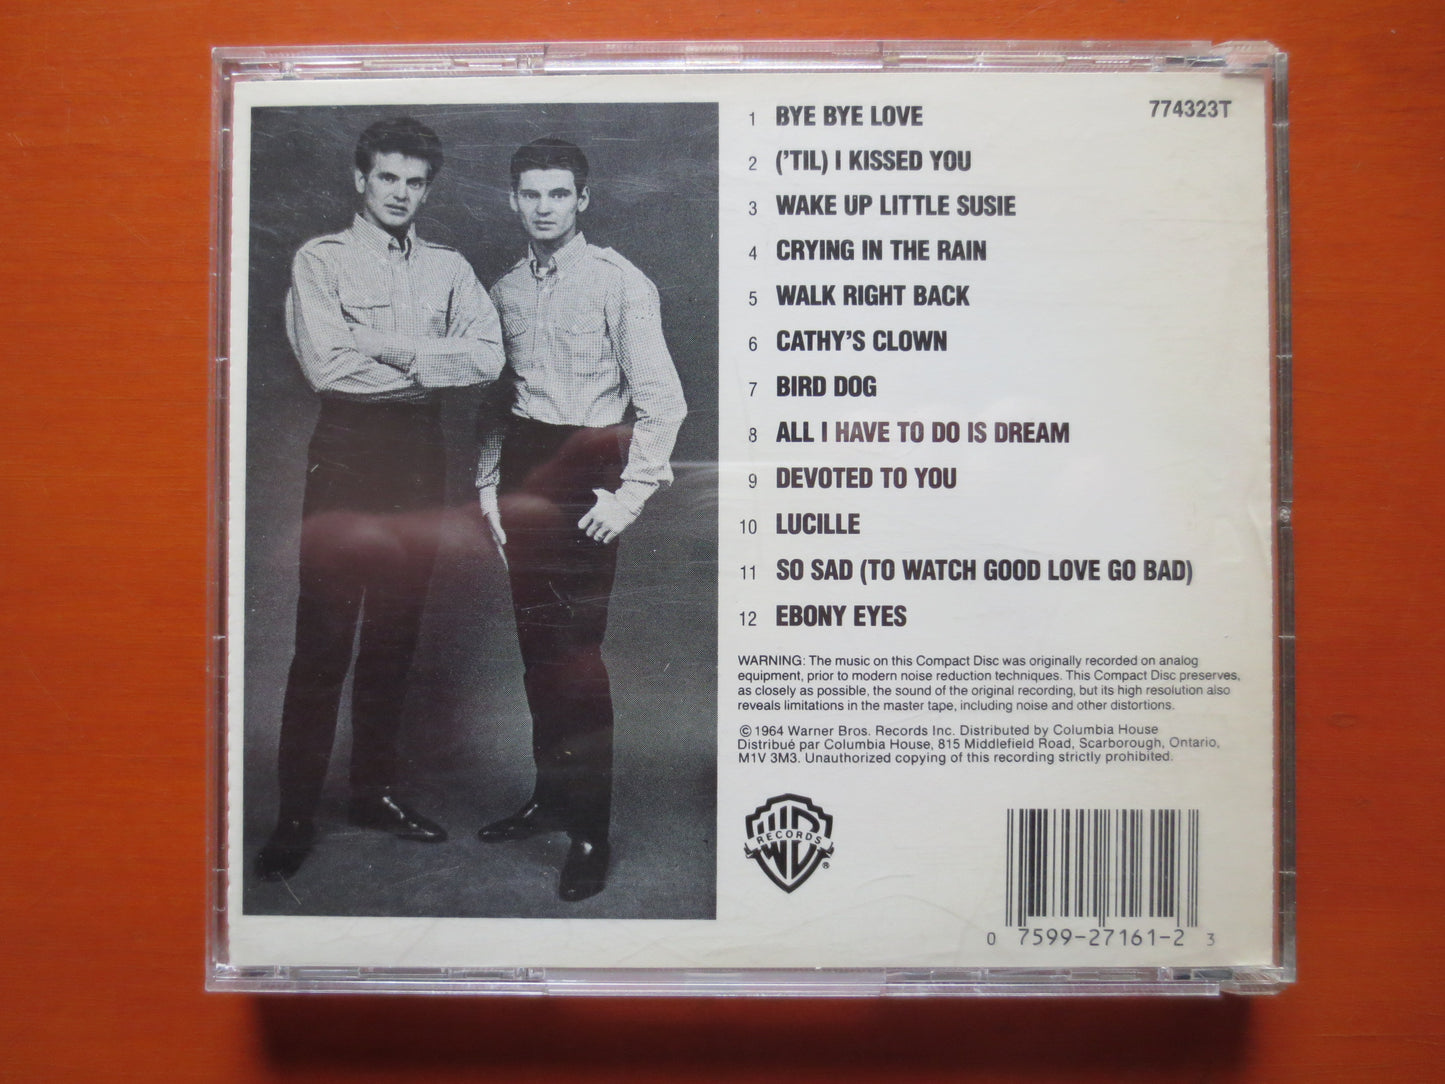 774323T
1 BYE BYE LOVE
2 ('TIL) I KISSED YOU
3 WAKE UP LITTLE SUSIE
4 CRYING IN THE RAIN
5 WALK RIGHT BACK
6 CATHY'S CLOWN
7 BIRD DOG
8 ALL I HAVE TO DO IS DREAM
9 DEVOTED TO YOU
10 LUCILLE
11 SO SAD (TO WATCH GOOD LOVE GO BAD)
12 EBONY EYES
WARNING: The music on this Compact Disc was originally recorded on analog
equipment, prior to modern noise reduction techniques. This Compact Disc preserves,
as closely as possible, the sound of the original recording, but its high resolution also
reveals limitations in the master tape, including noise and other distortions.
© 1964 Warner Bros. Records Inc. Distributed by Columbia House
Distribué par Columbia House, 815 Middlefield Road, Scarborough, Ontario,
M1V 3M3. Unauthorized copying of this recording strictly prohibited.
WB
RECORDS
®
0 7599-27161-2 3